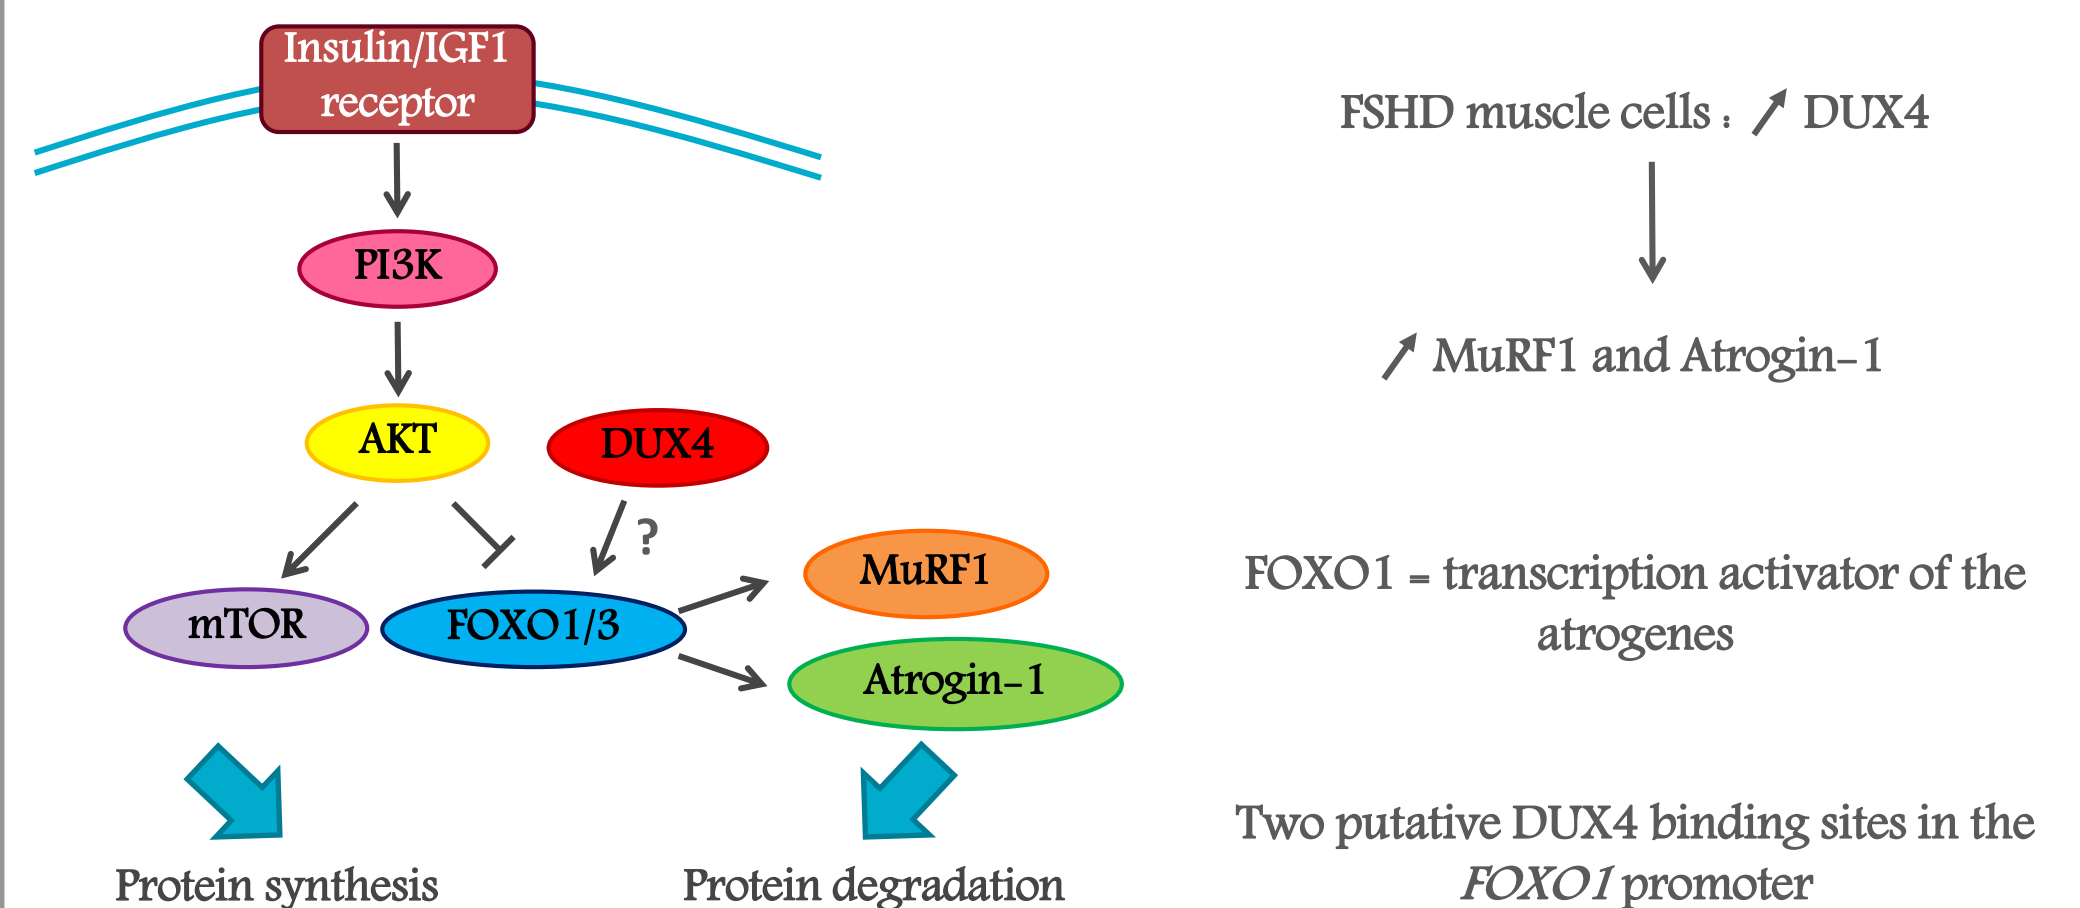 Insulin/IGF1
receptor
PI3K
AKT
DUX4
?
mTOR
FOXO1/3
MuRF1
Atrogin-1
Protein synthesis
Protein degradation
FSHD muscle cells : DUX4
MuRF1 and Atrogin-1
FOXO1 = transcription activator of the
atrogenes
Two putative DUX4 binding sites in the
FOXO1 promoter